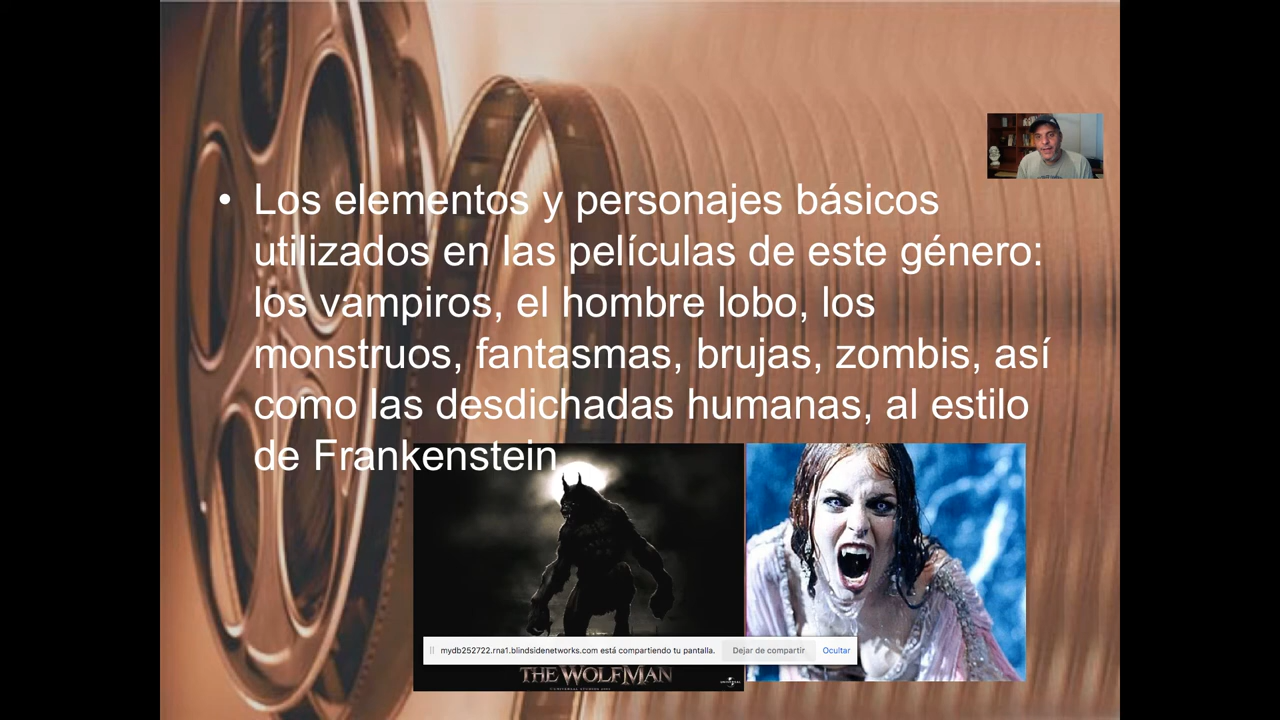 • Los elementos y personajes básicos
utilizados en las películas de este género:
los vampiros, el hombre lobo, los
monstruos, fantasmas, brujas, zombis, así
como las desdichadas humanas, al estilo
de Frankenstein
mydb252722.rna1.blindsidenetworks.com está compartiendo tu pantalla. Dejar de compartir Ocultar
THE WOLFMAN
UNIVERSAL